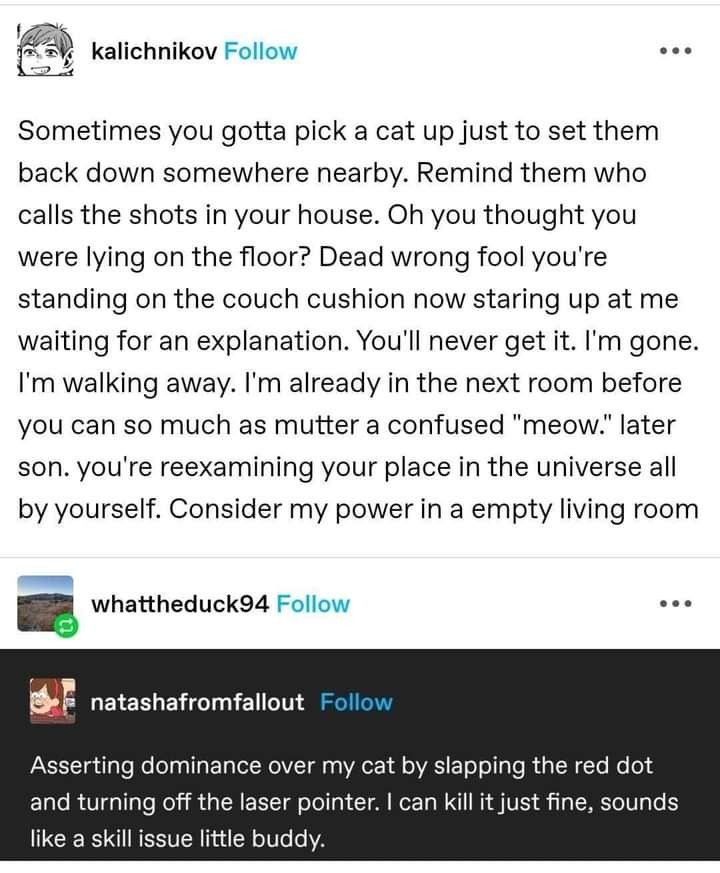 kalichnikov Follow
Sometimes you gotta pick a cat up just to set them
back down somewhere nearby. Remind them who
calls the shots in your house. Oh you thought you
were lying on the floor? Dead wrong fool you're
standing on the couch cushion now staring up at me
waiting for an explanation. You'll never get it. I'm gone.
I'm walking away. I'm already in the next room before
you can so much as mutter a confused "meow." later
son. you're reexamining your place in the universe all
by yourself. Consider my power in a empty living room
whattheduck94 Follow
natashafromfallout Follow
Asserting dominance over my cat by slapping the red dot
and turning off the laser pointer. I can kill it just fine, sounds
like a skill issue little buddy.